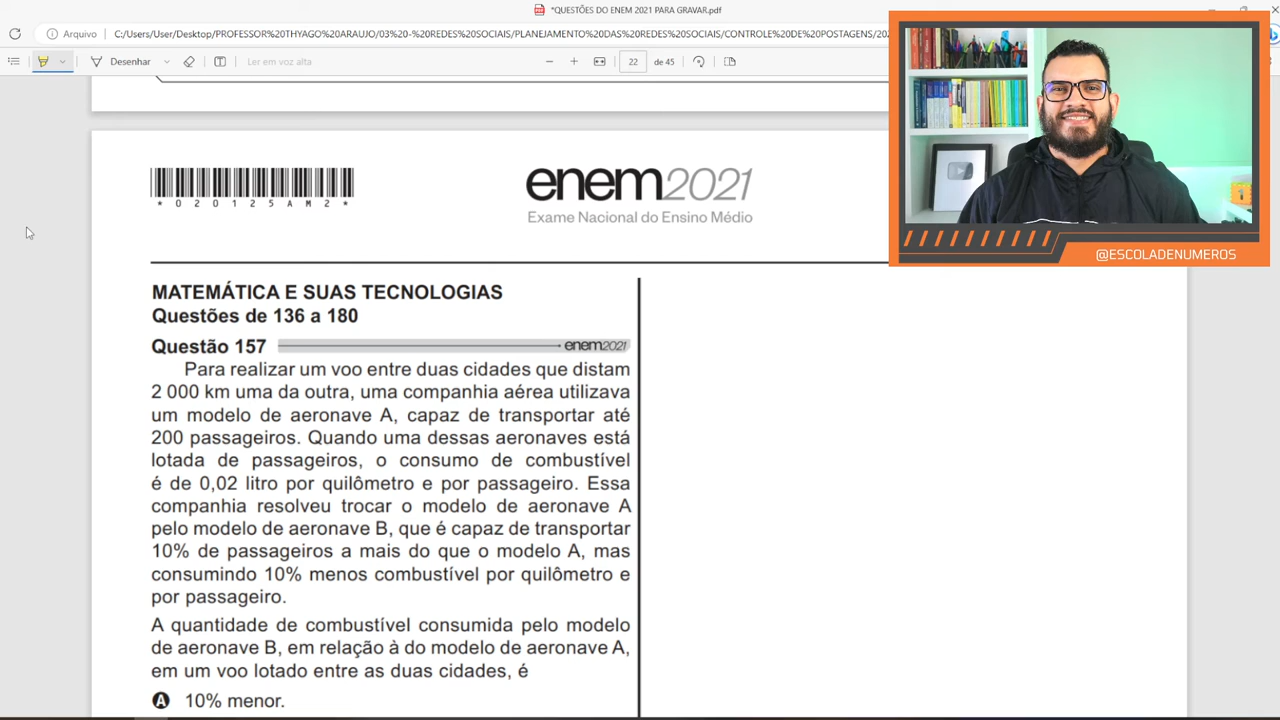 *QUESTÕES DO ENEM 2021 PARA GRAVAR.pdf
Arquivo C:/Users/User/Desktop/PROFESSOR%20THYAGO%20ARAUJO/03%20-%20REDES%20SOCIAIS/PLANEJAMENTO%20DAS%20REDES%20SOCIAIS/CONTROLE%20DE%20POSTAGENS/202
Desenhar Ler em voz alta 22 de 45
*020125AM2*
enem2021
Exame Nacional do Ensino Médio
@ESCOLADENUMEROS
MATEMÁTICA E SUAS TECNOLOGIAS
Questões de 136 a 180
Questão 157 enem2021
Para realizar um voo entre duas cidades que distam
2 000 km uma da outra, uma companhia aérea utilizava
um modelo de aeronave A, capaz de transportar até
200 passageiros. Quando uma dessas aeronaves está
lotada de passageiros, o consumo de combustível
é de 0,02 litro por quilômetro e por passageiro. Essa
companhia resolveu trocar o modelo de aeronave A
pelo modelo de aeronave B, que é capaz de transportar
10% de passageiros a mais do que o modelo A, mas
consumindo 10% menos combustível por quilômetro e
por passageiro.
A quantidade de combustível consumida pelo modelo
de aeronave B, em relação à do modelo de aeronave A,
em um voo lotado entre as duas cidades, é
A 10% menor.